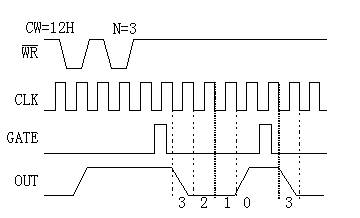 CW=12H N=3
WR
CLK
GATE
OUT
3 2 1 0 3